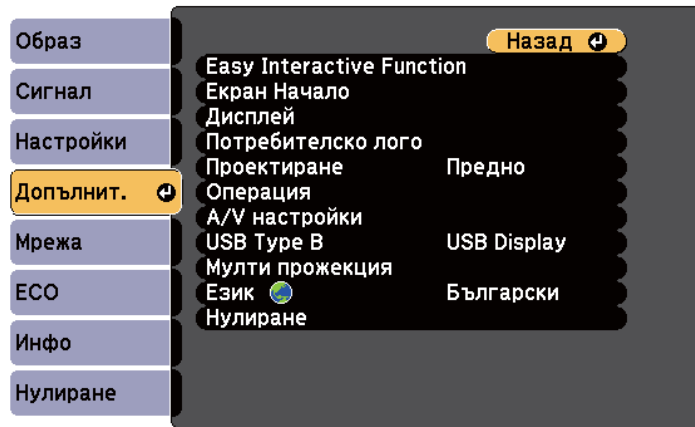 Образ
Сигнал
Настройки
Допълнит.
Мрежа
ECO
Инфо
Нулиране
Назад
Easy Interactive Function
Екран Начало
Дисплей
Потребителско лого
Проектиране Предно
Операция
A/V настройки
USB Type B USB Display
Мулти прожекция
Език Български
Нулиране